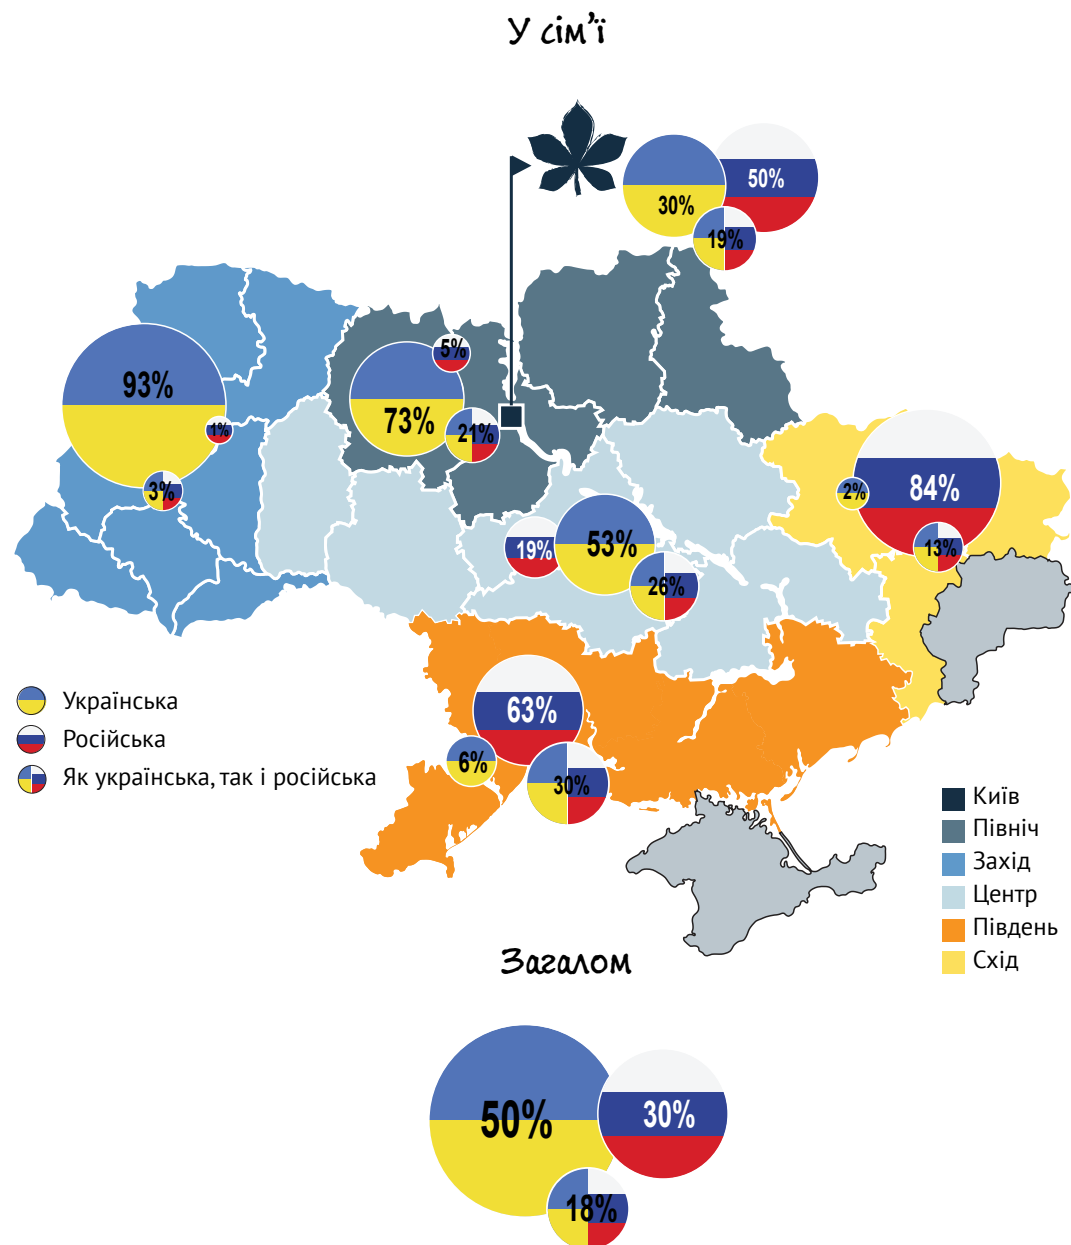 У сім’ї
50%
30%
19%
5%
93%
73%
21%
1%
3%
2%
84%
13%
19%
53%
26%
63%
6%
30%
Українська
Російська
Як українська, так і російська
Київ
Північ
Захід
Центр
Південь
Схід
Загалом
50%
30%
18%